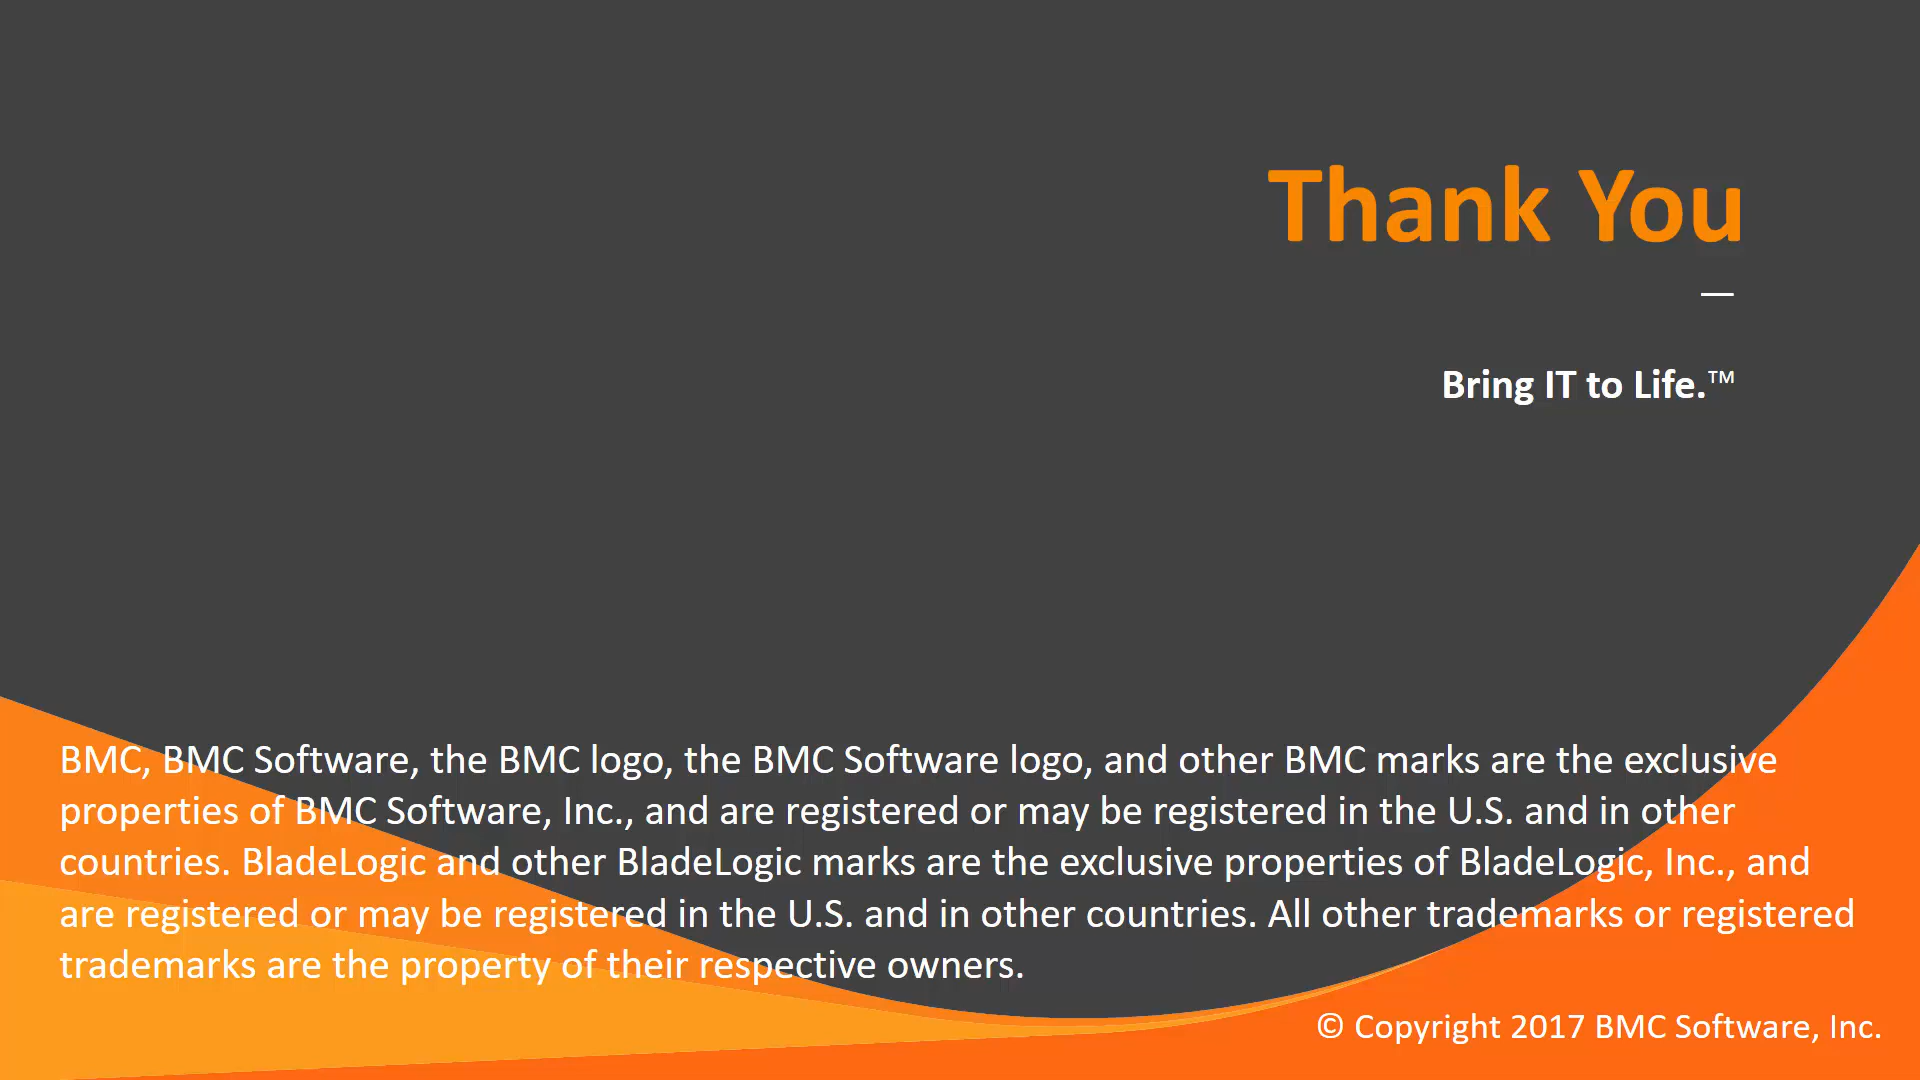 Thank You
—
Bring IT to Life.™
BMC, BMC Software, the BMC logo, the BMC Software logo, and other BMC marks are the exclusive
properties of BMC Software, Inc., and are registered or may be registered in the U.S. and in other
countries. BladeLogic and other BladeLogic marks are the exclusive properties of BladeLogic, Inc., and
are registered or may be registered in the U.S. and in other countries. All other trademarks or registered
trademarks are the property of their respective owners.
© Copyright 2017 BMC Software, Inc.